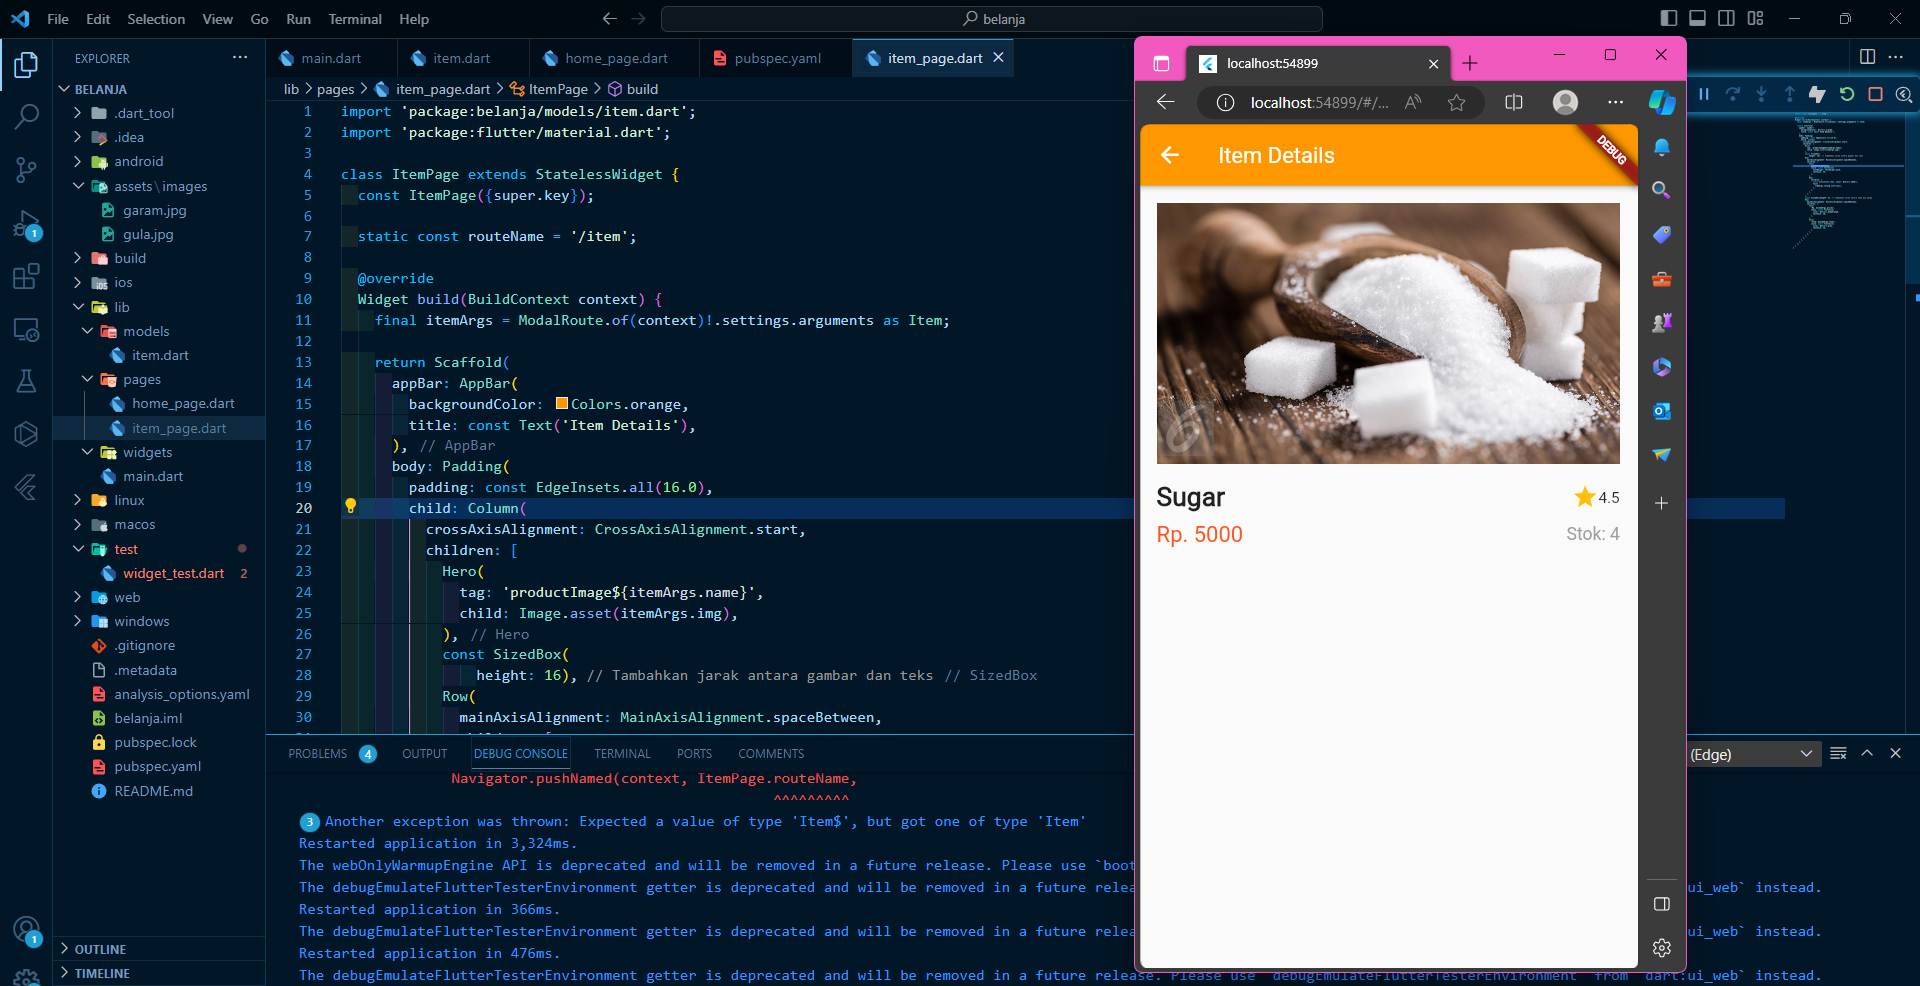 File Edit Selection View Go Run Terminal Help
belanja
EXPLORER
BELANJA
.dart_tool
.idea
android
assets\images
garam.jpg
gula.jpg
build
ios
lib
models
item.dart
pages
home_page.dart
item_page.dart
widgets
main.dart
linux
macos
test
widget_test.dart 2
web
windows
.gitignore
.metadata
analysis_options.yaml
belanja.iml
pubspec.lock
pubspec.yaml
README.md
OUTLINE
TIMELINE
1
1
main.dart item.dart home_page.dart pubspec.yaml item_page.dart
lib > pages > item_page.dart > ItemPage > build
1 import 'package:belanja/models/item.dart';
2 import 'package:flutter/material.dart';
3
4 class ItemPage extends StatelessWidget {
5 const ItemPage({super.key});
6
7 static const routeName = '/item';
8
9 @override
10 Widget build(BuildContext context) {
11 final itemArgs = ModalRoute.of(context)!.settings.arguments as Item;
12
13 return Scaffold(
14 appBar: AppBar(
15 backgroundColor: Colors.orange,
16 title: const Text('Item Details'),
17 ), // AppBar
18 body: Padding(
19 padding: const EdgeInsets.all(16.0),
20 child: Column(
21 crossAxisAlignment: CrossAxisAlignment.start,
22 children: [
23 Hero(
24 tag: 'productImage${itemArgs.name}',
25 child: Image.asset(itemArgs.img),
26 ), // Hero
27 const SizedBox(
28 height: 16), // Tambahkan jarak antara gambar dan teks // SizedBox
29 Row(
30 mainAxisAlignment: MainAxisAlignment.spaceBetween,
PROBLEMS 4 OUTPUT DEBUG CONSOLE TERMINAL PORTS COMMENTS
(Edge)
Navigator.pushNamed(context, ItemPage.routeName,
^^^^^^^^^
3 Another exception was thrown: Expected a value of type 'Item$', but got one of type 'Item'
Restarted application in 3,324ms.
The webOnlyWarmupEngine API is deprecated and will be removed in a future release. Please use `boot
The debugEmulateFlutterTesterEnvironment getter is deprecated and will be removed in a future relea :ui_web` instead.
Restarted application in 366ms.
The debugEmulateFlutterTesterEnvironment getter is deprecated and will be removed in a future relea :ui_web` instead.
Restarted application in 476ms.
The debugEmulateFlutterTesterEnvironment getter is deprecated and will be removed in a future release. Please use `debugEmulateFlutterTesterEnvironment` from `dart:ui_web` instead.
localhost:54899
localhost:54899/#/...
Item Details
DEBUG
Sugar
4.5
Rp. 5000
Stok: 4